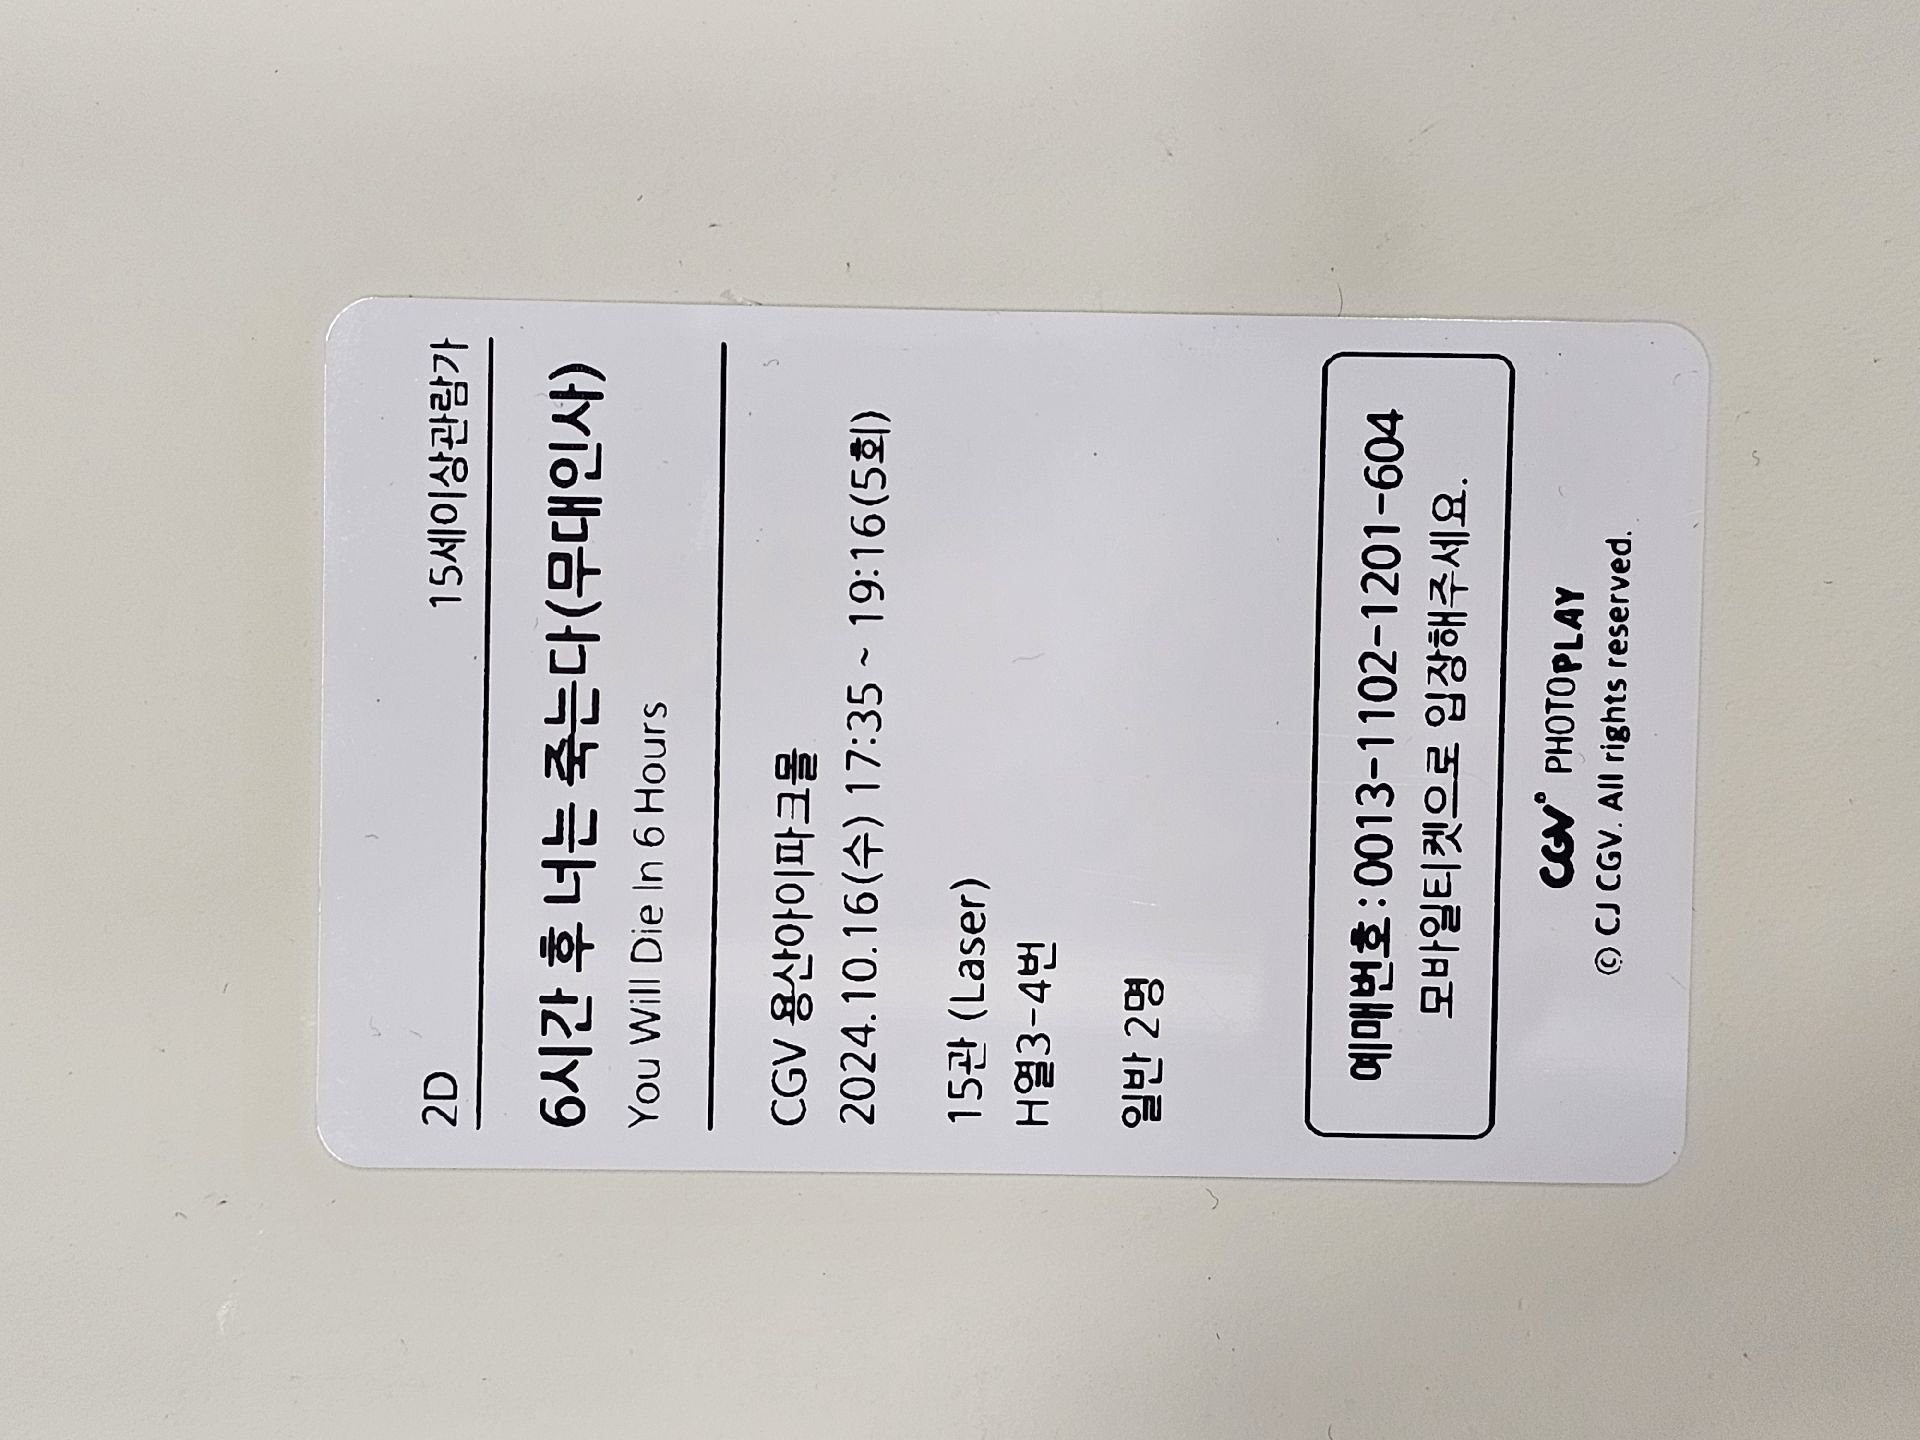 2D 15세이상관람가
6시간 후 너는 죽는다(무대인사)
You Will Die In 6 Hours
CGV 용산아이파크몰
2024.10.16(수) 17:35 ~ 19:16(5회)
15관 (Laser)
H열3-4번
일반 2명
예매번호:0013-1102-1201-604
모바일티켓으로 입장해주세요.
CGV PHOTOPLAY
© CJ CGV. All rights reserved.